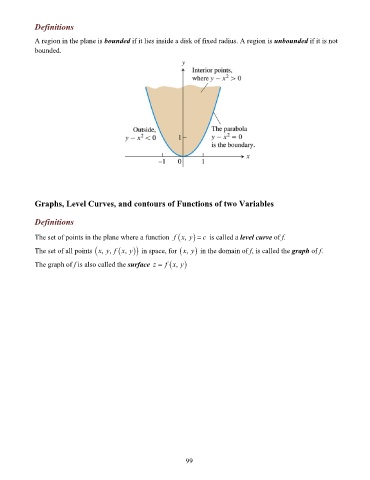 Definitions
A region in the plane is bounded if it lies inside a disk of fixed radius. A region is unbounded if it is not
bounded.
y
Interior points,
where y − x² > 0
Outside,
y − x² < 0
1
The parabola
y − x² = 0
is the boundary.
−1 0 1 x
Graphs, Level Curves, and contours of Functions of two Variables
Definitions
The set of points in the plane where a function f(x, y) = c is called a level curve of f.
The set of all points (x, y, f(x, y)) in space, for (x, y) in the domain of f, is called the graph of f.
The graph of f is also called the surface z = f(x, y)
99